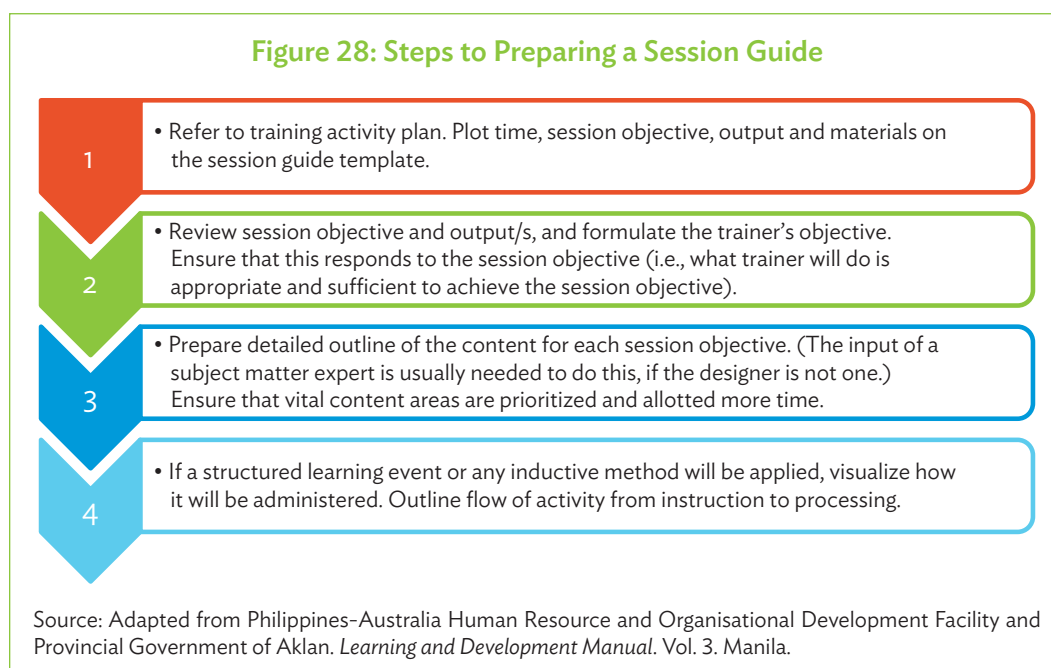 Figure 28: Steps to Preparing a Session Guide
1
• Refer to training activity plan. Plot time, session objective, output and materials on
the session guide template.
2
• Review session objective and output/s, and formulate the trainer’s objective.
Ensure that this responds to the session objective (i.e., what trainer will do is
appropriate and sufficient to achieve the session objective).
3
• Prepare detailed outline of the content for each session objective. (The input of a
subject matter expert is usually needed to do this, if the designer is not one.)
Ensure that vital content areas are prioritized and allotted more time.
4
• If a structured learning event or any inductive method will be applied, visualize how
it will be administered. Outline flow of activity from instruction to processing.
Source: Adapted from Philippines–Australia Human Resource and Organisational Development Facility and
Provincial Government of Aklan. Learning and Development Manual. Vol. 3. Manila.